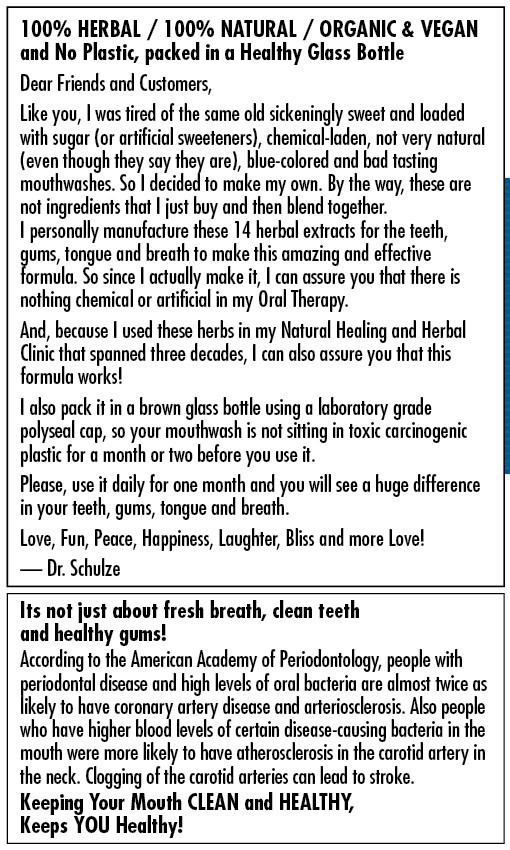 100% HERBAL / 100% NATURAL / ORGANIC & VEGAN
and No Plastic, packed in a Healthy Glass Bottle
Dear Friends and Customers,
Like you, I was tired of the same old sickeningly sweet and loaded
with sugar (or artificial sweeteners), chemical-laden, not very natural
(even though they say they are), blue-colored and bad tasting
mouthwashes. So I decided to make my own. By the way, these are
not ingredients that I just buy and then blend together.
I personally manufacture these 14 herbal extracts for the teeth,
gums, tongue and breath to make this amazing and effective
formula. So since I actually make it, I can assure you that there is
nothing chemical or artificial in my Oral Therapy.
And, because I used these herbs in my Natural Healing and Herbal
Clinic that spanned three decades, I can also assure you that this
formula works!
I also pack it in a brown glass bottle using a laboratory grade
polyseal cap, so your mouthwash is not sitting in toxic carcinogenic
plastic for a month or two before you use it.
Please, use it daily for one month and you will see a huge difference
in your teeth, gums, tongue and breath.
Love, Fun, Peace, Happiness, Laughter, Bliss and more Love!
— Dr. Schulze
Its not just about fresh breath, clean teeth
and healthy gums!
According to the American Academy of Periodontology, people with
periodontal disease and high levels of oral bacteria are almost twice as
likely to have coronary artery disease and arteriosclerosis. Also people
who have higher blood levels of certain disease-causing bacteria in the
mouth were more likely to have atherosclerosis in the carotid artery in
the neck. Clogging of the carotid arteries can lead to stroke.
Keeping Your Mouth CLEAN and HEALTHY,
Keeps YOU Healthy!